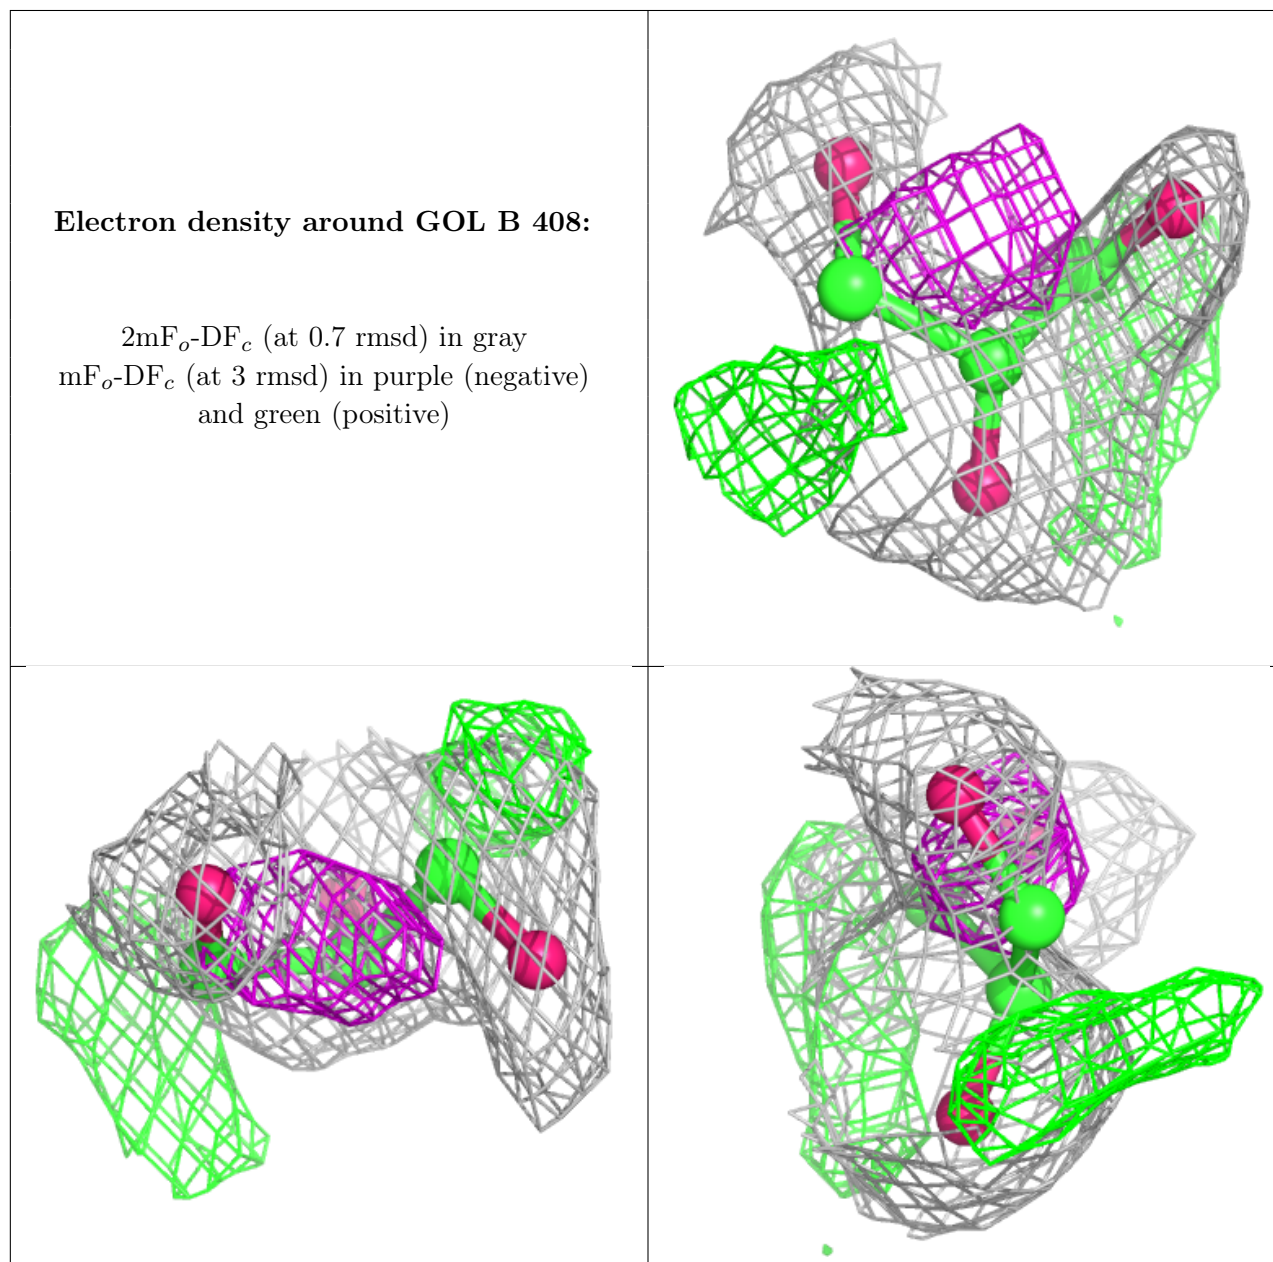 Electron density around GOL B 408:
2mFo-DFc (at 0.7 rmsd) in gray
mFo-DFc (at 3 rmsd) in purple (negative)
and green (positive)